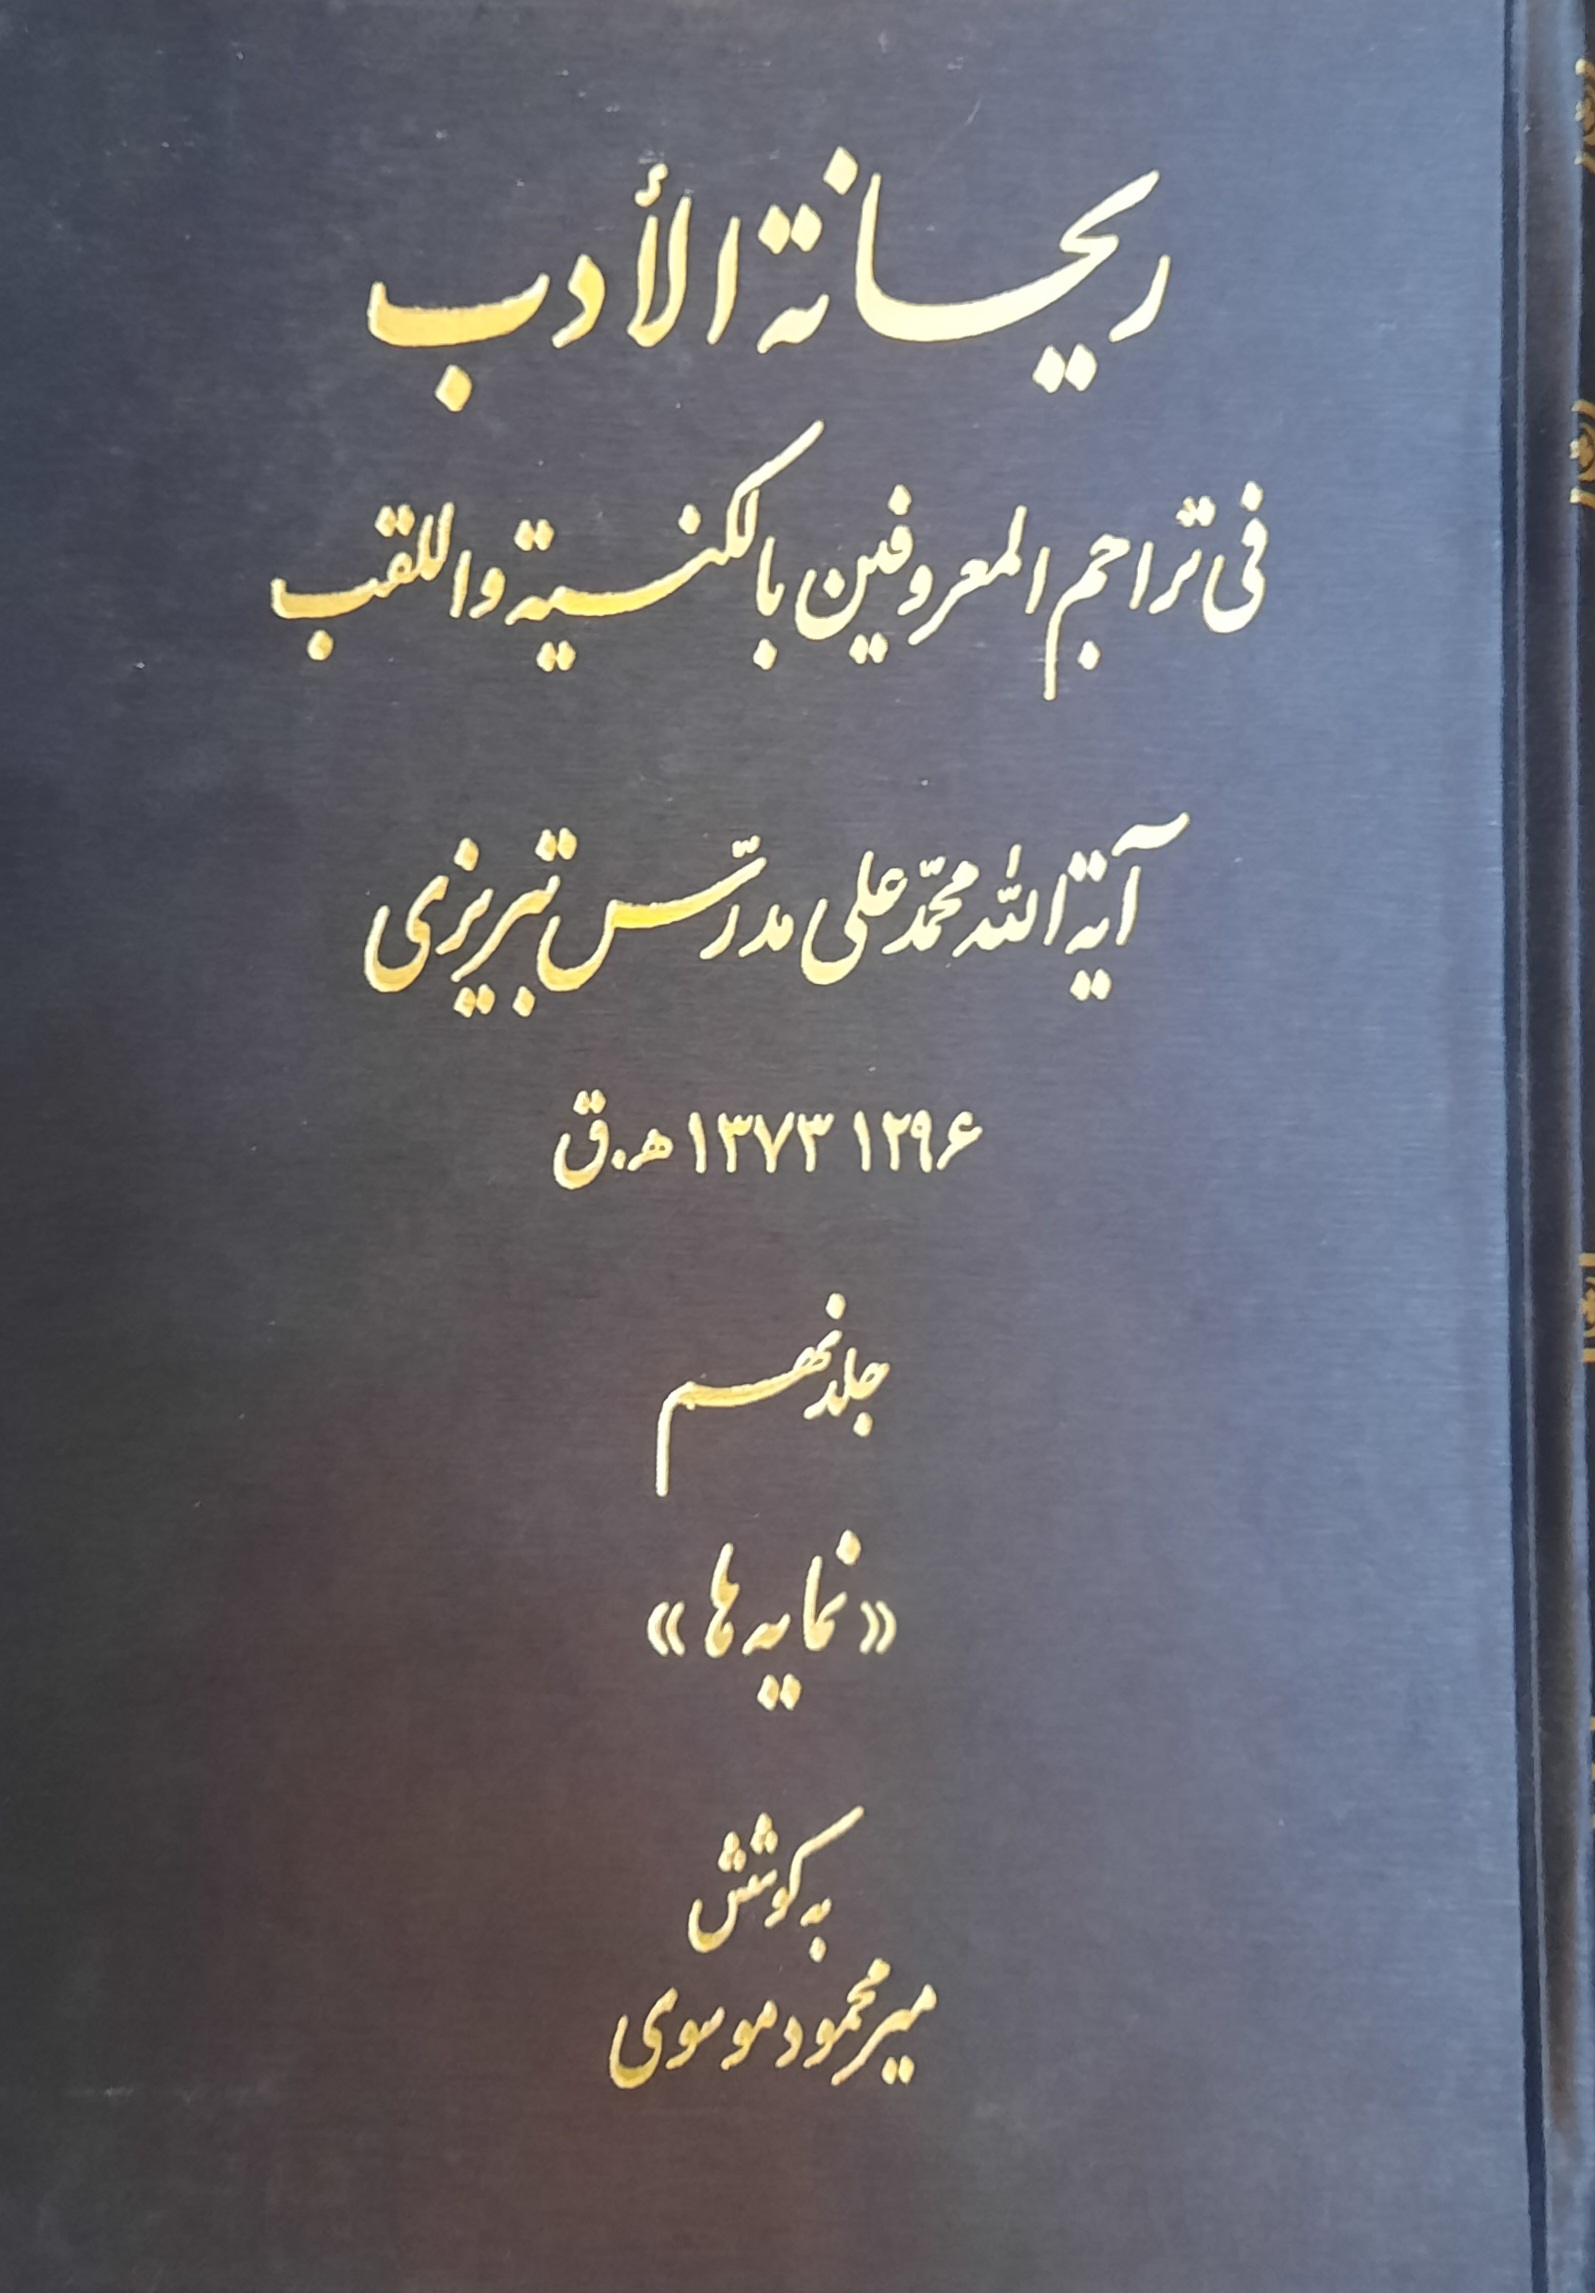 ریحانة الأدب
فی تراجم المعروفین بالکنیة واللقب
آیة الله محمّدعلی مدرّس تبریزی
۱۲۹۶ ۱۳۷۳ ه.ق
جلد نهم
«نمایه ها»
به کوشش
میرمحمود موسوی